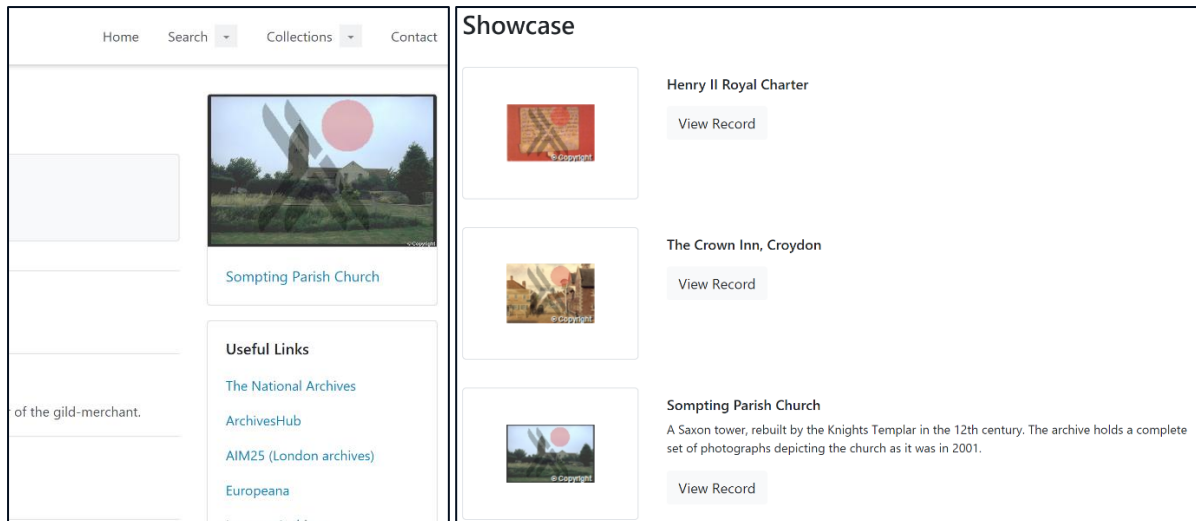 Home Search Collections Contact
© Copyright
Sompting Parish Church
of the gild-merchant.
Useful Links
The National Archives
ArchivesHub
AIM25 (London archives)
Europeana
Showcase
© Copyright
Henry II Royal Charter
View Record
© Copyright
The Crown Inn, Croydon
View Record
© Copyright
Sompting Parish Church
A Saxon tower, rebuilt by the Knights Templar in the 12th century. The archive holds a complete
set of photographs depicting the church as it was in 2001.
View Record